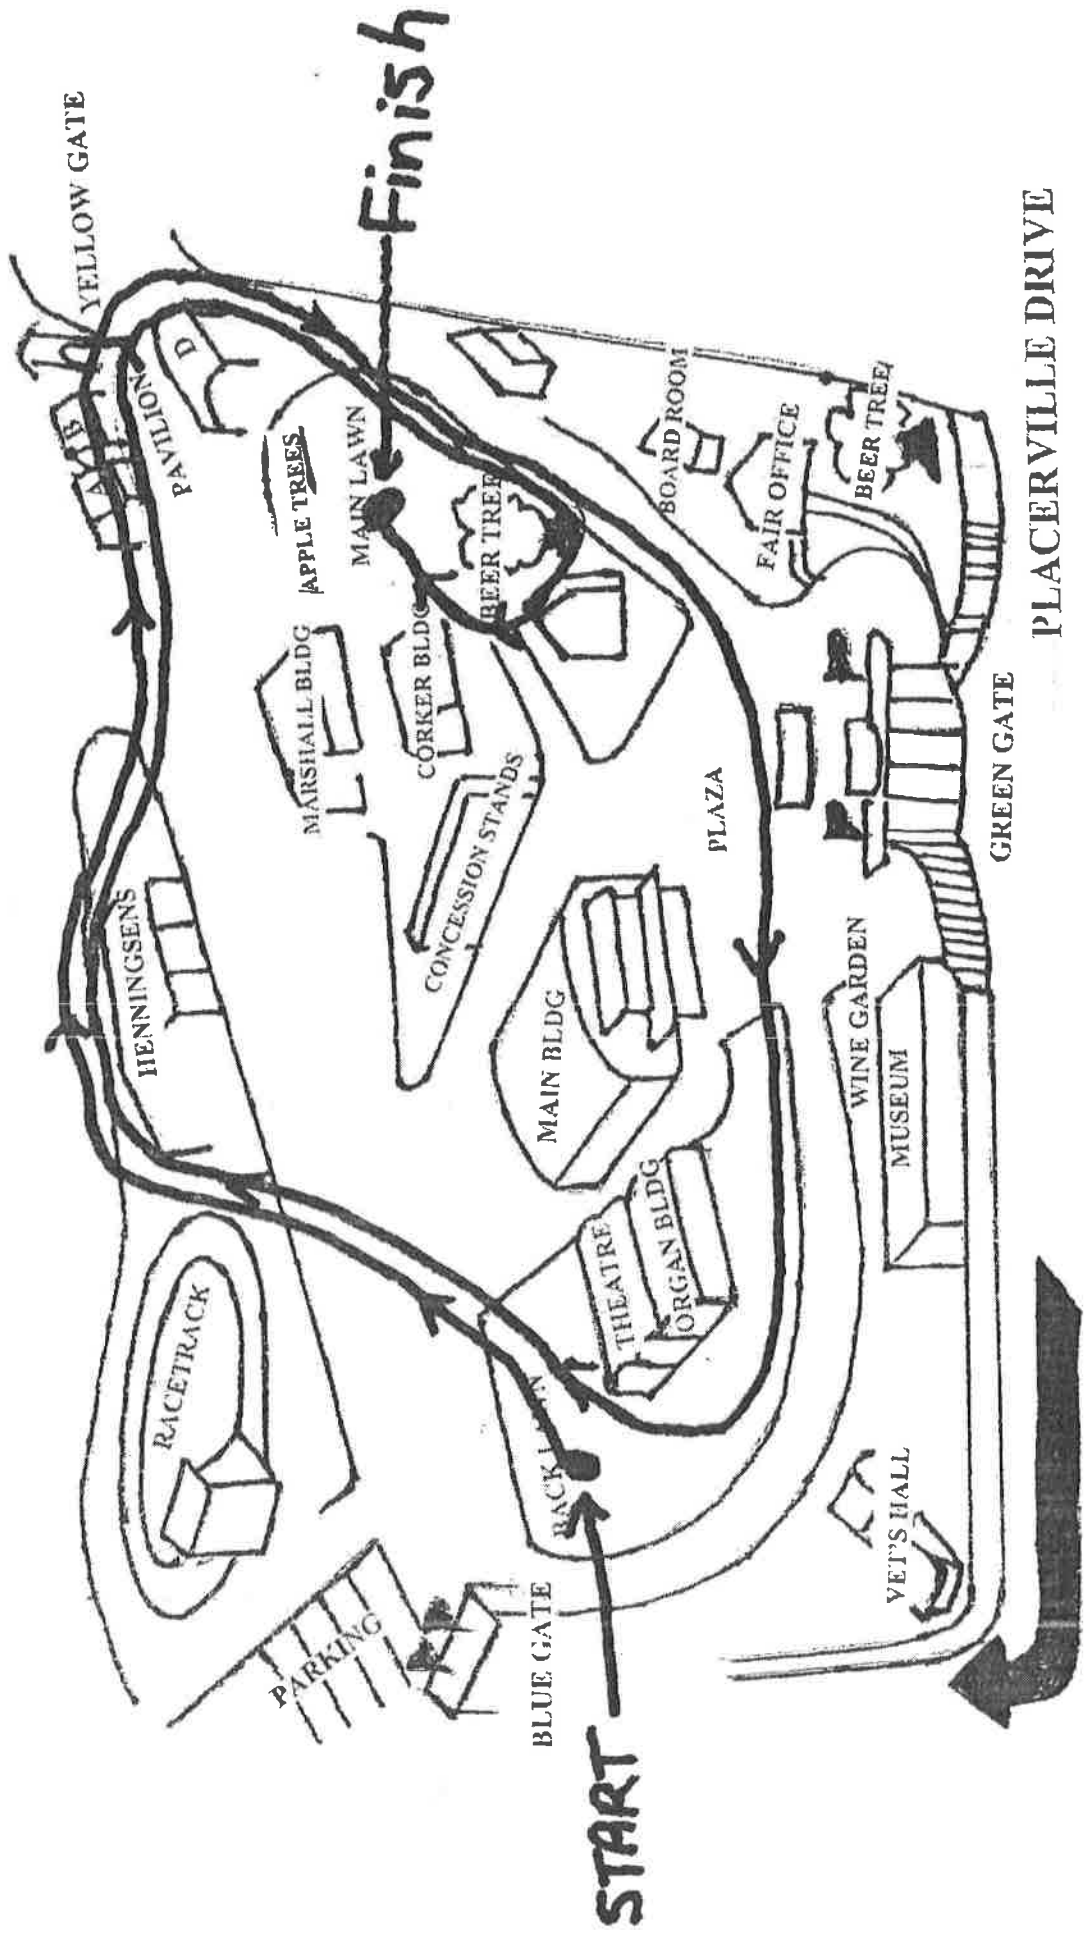 START
BLUE GATE
PARKING
RACETRACK
BACK LAWN
VET'S HALL
THEATRE
ORGAN BLDG
MAIN BLDG
MUSEUM
WINE GARDEN
HENNINGSENS
CONCESSION STANDS
PLAZA
GREEN GATE
MARSHALL BLDG
CORKER BLDG
APPLE TREES
MAIN LAWN
BEER TREE
PAVILION
A
B
D
YELLOW GATE
Finish
BOARD ROOM
FAIR OFFICE
BEER TREE
PLACERVILLE DRIVE